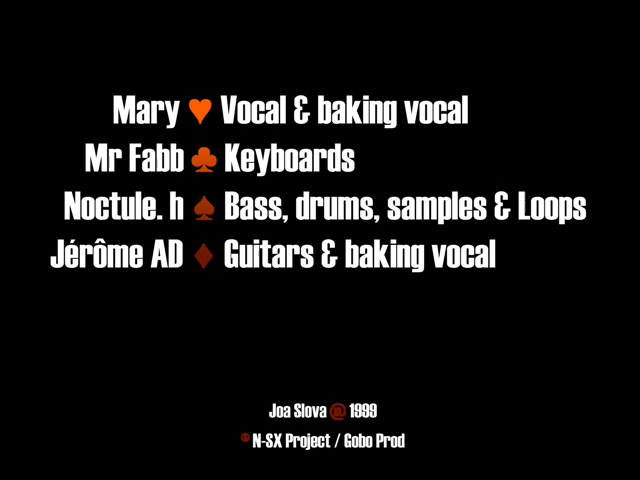 Mary ♥ Vocal & baking vocal
Mr Fabb ♣ Keyboards
Noctule. h ♠ Bass, drums, samples & Loops
Jérôme AD ♦ Guitars & baking vocal
Joa Slova @ 1999
N-SX Project / Gobo Prod